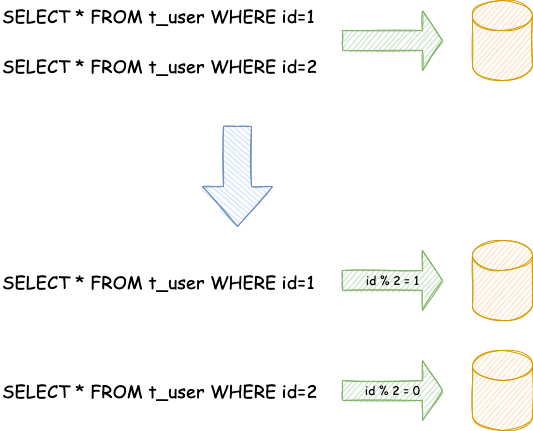 SELECT * FROM t_user WHERE id=1
SELECT * FROM t_user WHERE id=2
SELECT * FROM t_user WHERE id=1
id % 2 = 1
SELECT * FROM t_user WHERE id=2
id % 2 = 0